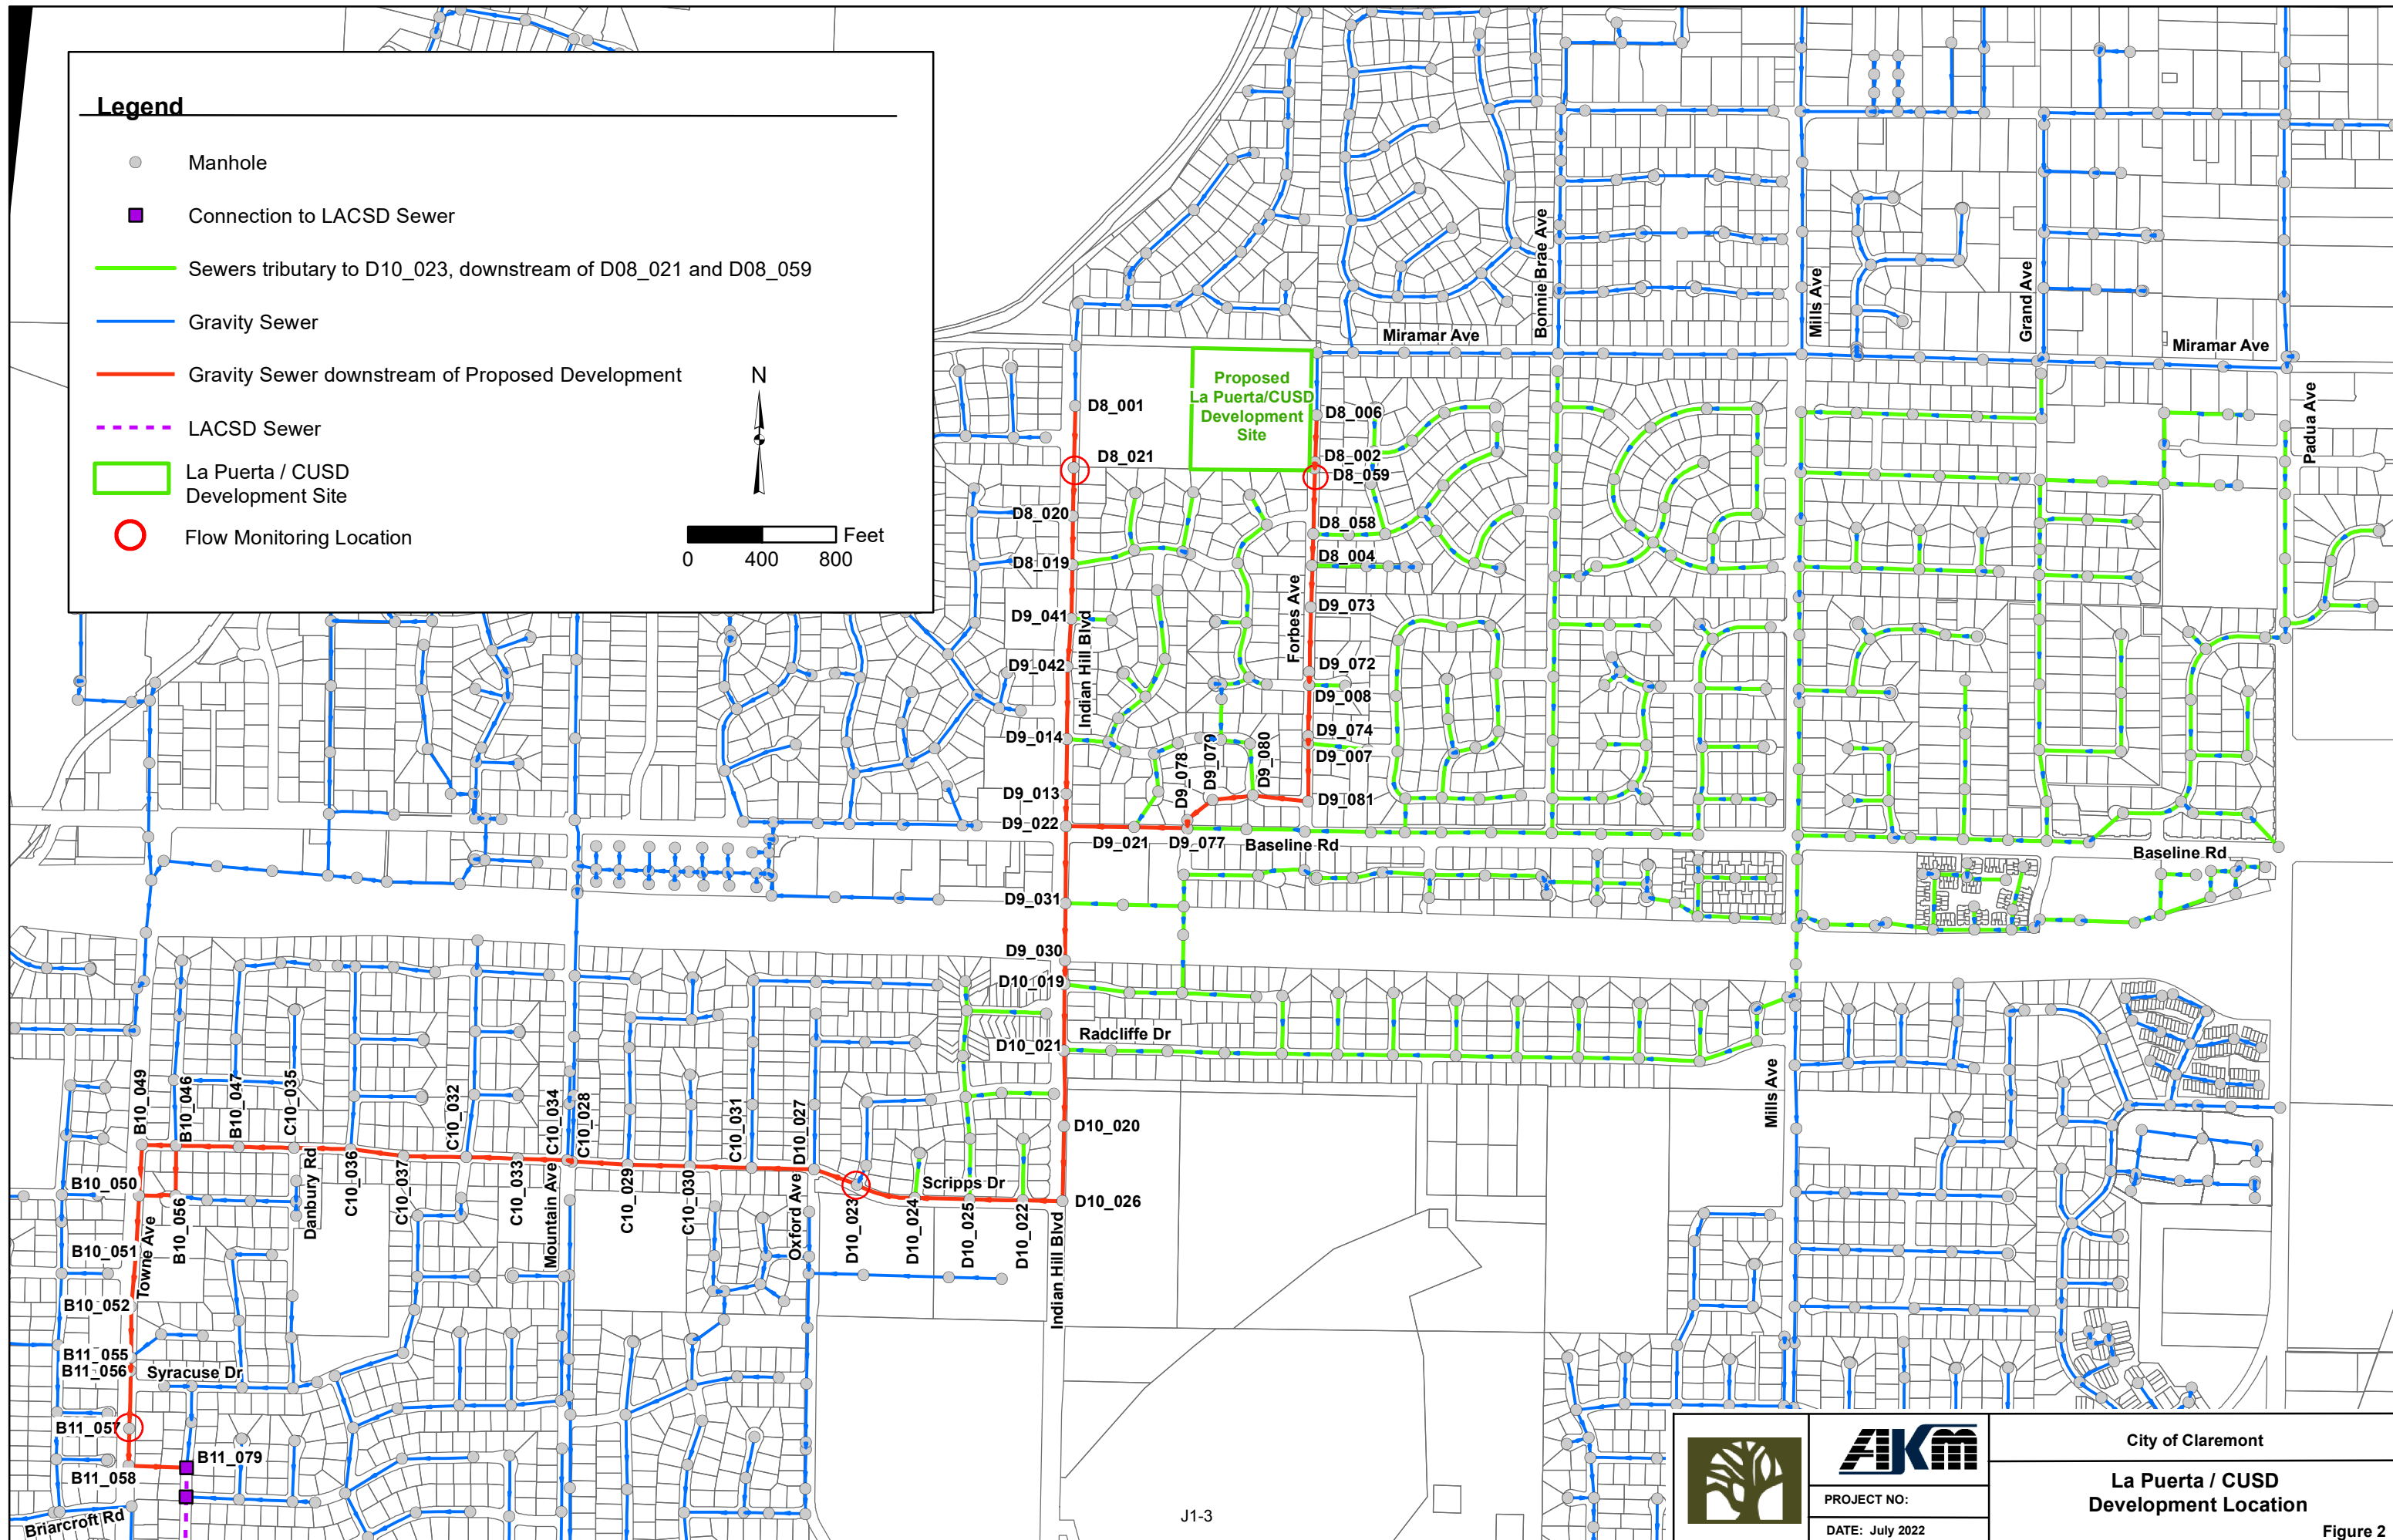 Legend
Manhole
Connection to LACSD Sewer
Sewers tributary to D10_023, downstream of D08_021 and D08_059
Gravity Sewer
Gravity Sewer downstream of Proposed Development
LACSD Sewer
La Puerta / CUSD
Development Site
Flow Monitoring Location
N
Feet
0 400 800
Proposed
La Puerta/CUSD
Development
Site
Miramar Ave
Miramar Ave
Bonnie Brae Ave
Mills Ave
Grand Ave
Padua Ave
D8_001
D8_021
D8_020
D8_019
D9_041
D9_042
D9_014
D9_013
D9_022
D9_031
D9_030
D10_019
D10_021
D10_020
D10_026
Indian Hill Blvd
D8_006
D8_002
D8_059
D8_058
D8_004
D9_073
D9_072
D9_008
D9_074
D9_007
D9_081
Forbes Ave
D9_078
D9_079
D9_080
D9_021
D9_077
Baseline Rd
Baseline Rd
Radcliffe Dr
Mills Ave
Scripps Dr
Indian Hill Blvd
B10_049
B10_046
B10_047
C10_035
C10_032
C10_034
C10_028
C10_031
D10_027
B10_050
B10_056
Danbury Rd
C10_036
C10_037
C10_033
Mountain Ave
C10_029
C10_030
Oxford Ave
D10_023
D10_024
D10_025
D10_022
Towne Ave
B10_051
B10_052
B11_055
B11_056
Syracuse Dr
B11_057
B11_079
B11_058
Briarcroft Rd
J1-3
AKM
PROJECT NO:
DATE: July 2022
City of Claremont
La Puerta / CUSD
Development Location
Figure 2